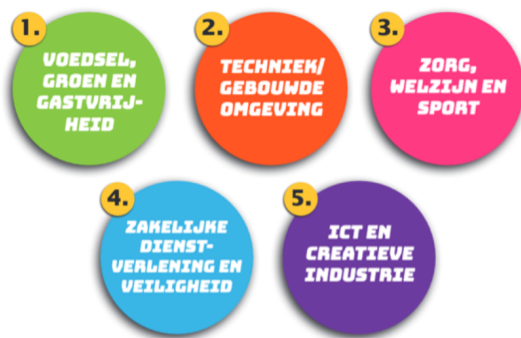 1.
VOEDSEL,
GROEN EN
GASTVRIJ-
HEID
2.
TECHNIEK/
GEBOUWDE
OMGEVING
3.
ZORG,
WELZIJN EN
SPORT
4.
ZAKELIJKE
DIENST-
VERLENING EN
VEILIGHEID
5.
ICT EN
CREATIEVE
INDUSTRIE